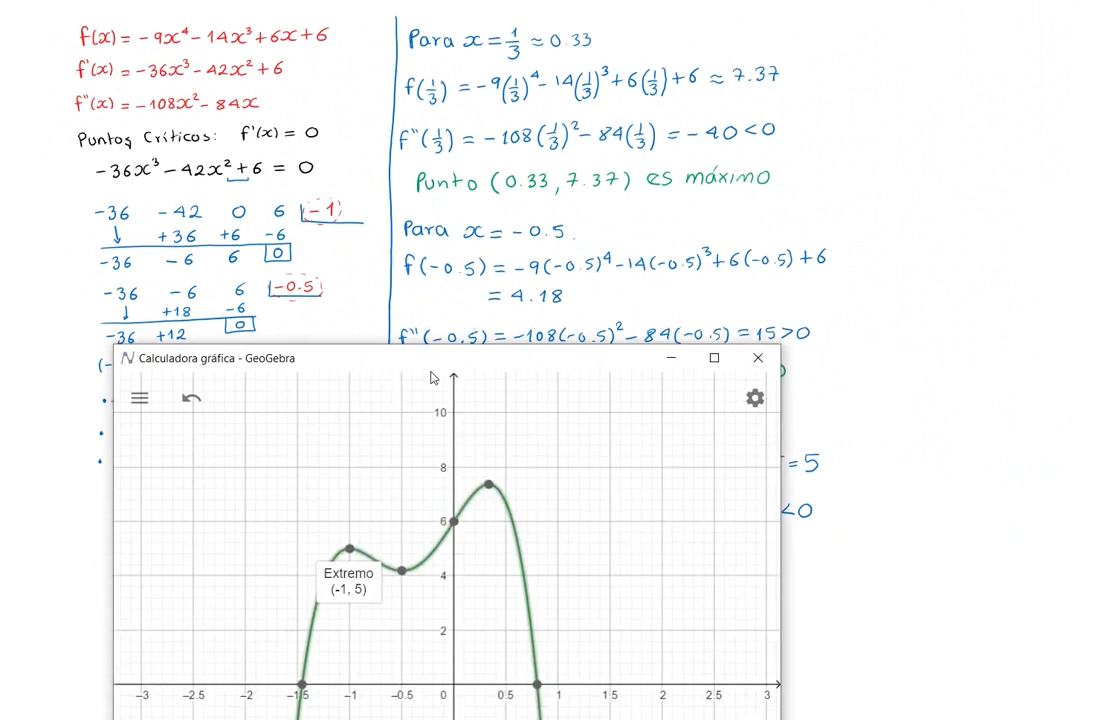 f(x) = -9x⁴ - 14x³ + 6x + 6
f'(x) = -36x³ - 42x² + 6
f''(x) = -108x² - 84x
Puntos Críticos: f'(x) = 0
-36x³ - 42x² + 6 = 0
-36 -42 0 6 |-1
↓ +36 +6 -6
-36 -6 6 0
-36 -6 6 |-0.5
↓ +18 -6
-36 +12 0
(-
Para x = 1/3 ≈ 0.33
f(1/3) = -9(1/3)⁴ - 14(1/3)³ + 6(1/3) + 6 ≈ 7.37
f''(1/3) = -108(1/3)² - 84(1/3) = -40 < 0
Punto (0.33, 7.37) es máximo
Para x = -0.5.
f(-0.5) = -9(-0.5)⁴ - 14(-0.5)³ + 6(-0.5) + 6
= 4.18
f''(-0.5) = -108(-0.5)² - 84(-0.5) = 15 > 0
= 5
<0
Calculadora gráfica - GeoGebra
10
8
6
4
2
Extremo
(-1, 5)
-3 -2.5 -2 -1.5 -1 -0.5 0 0.5 1 1.5 2 2.5 3